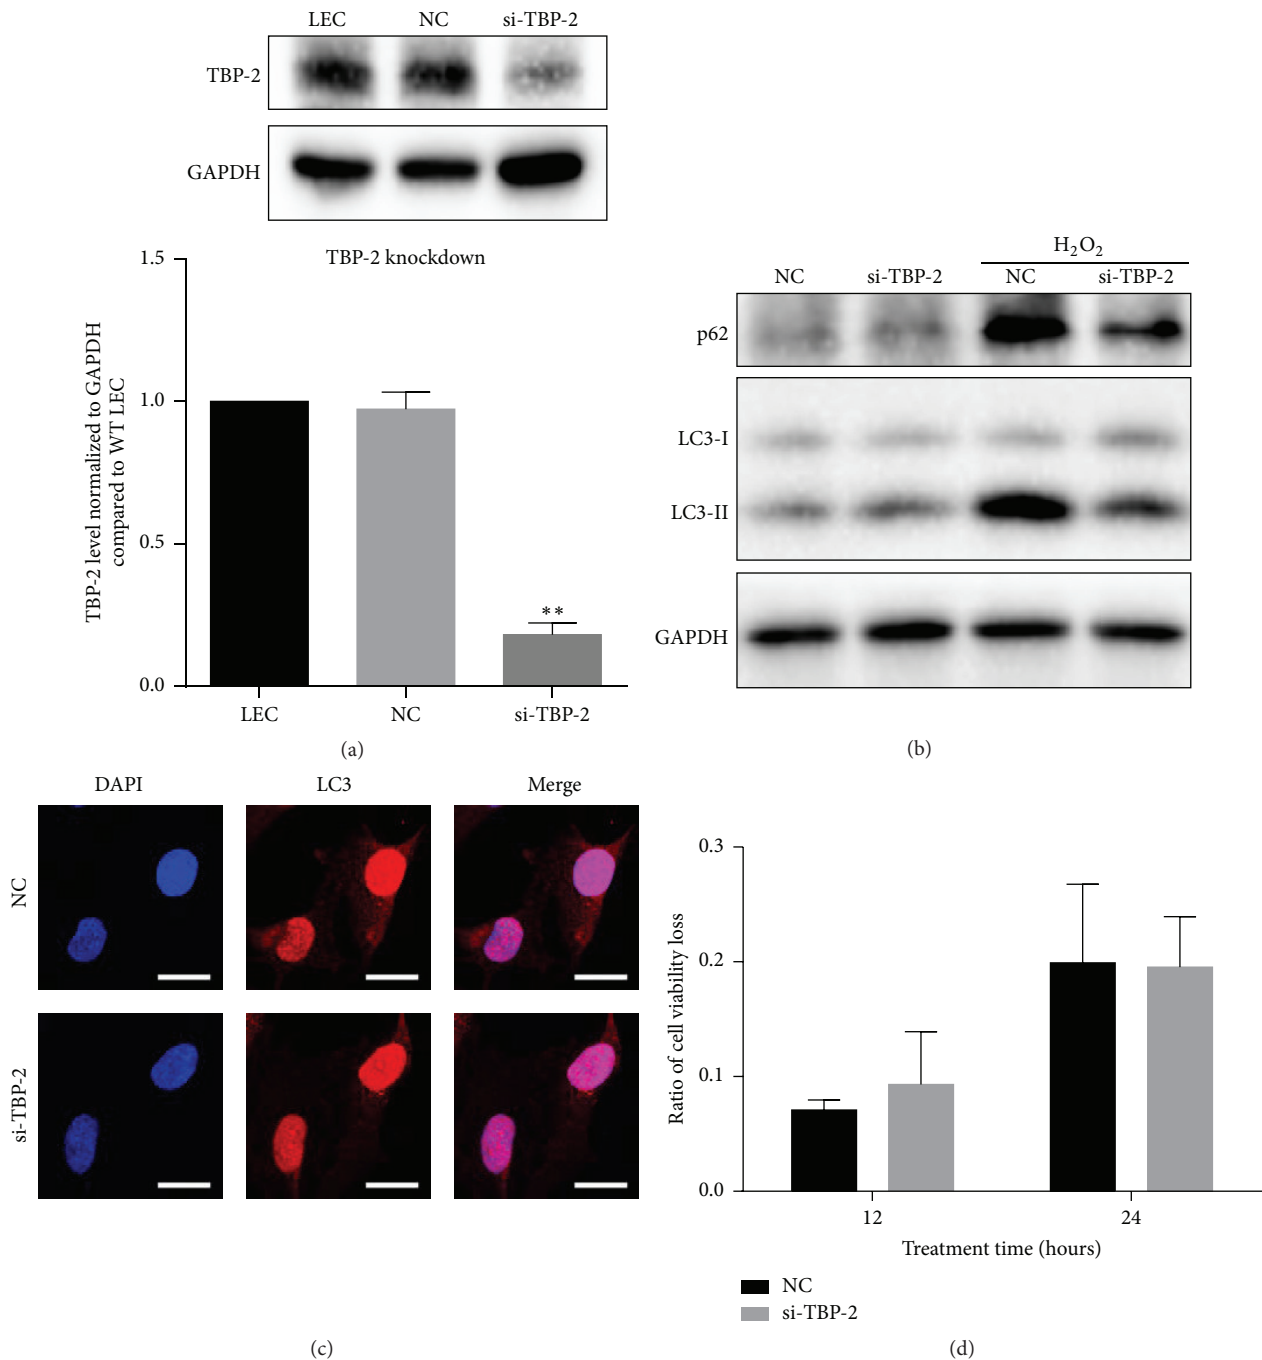 LEC NC si-TBP-2
TBP-2
GAPDH
TBP-2 knockdown
1.5
1.0
0.5
0.0
TBP-2 level normalized to GAPDH
compared to WT LEC
**
LEC NC si-TBP-2
(a)
H₂O₂
NC si-TBP-2 NC si-TBP-2
p62
LC3-I
LC3-II
GAPDH
(b)
DAPI LC3 Merge
NC
si-TBP-2
(c)
0.3
0.2
0.1
0.0
Ratio of cell viability loss
12 24
Treatment time (hours)
NC
si-TBP-2
(d)